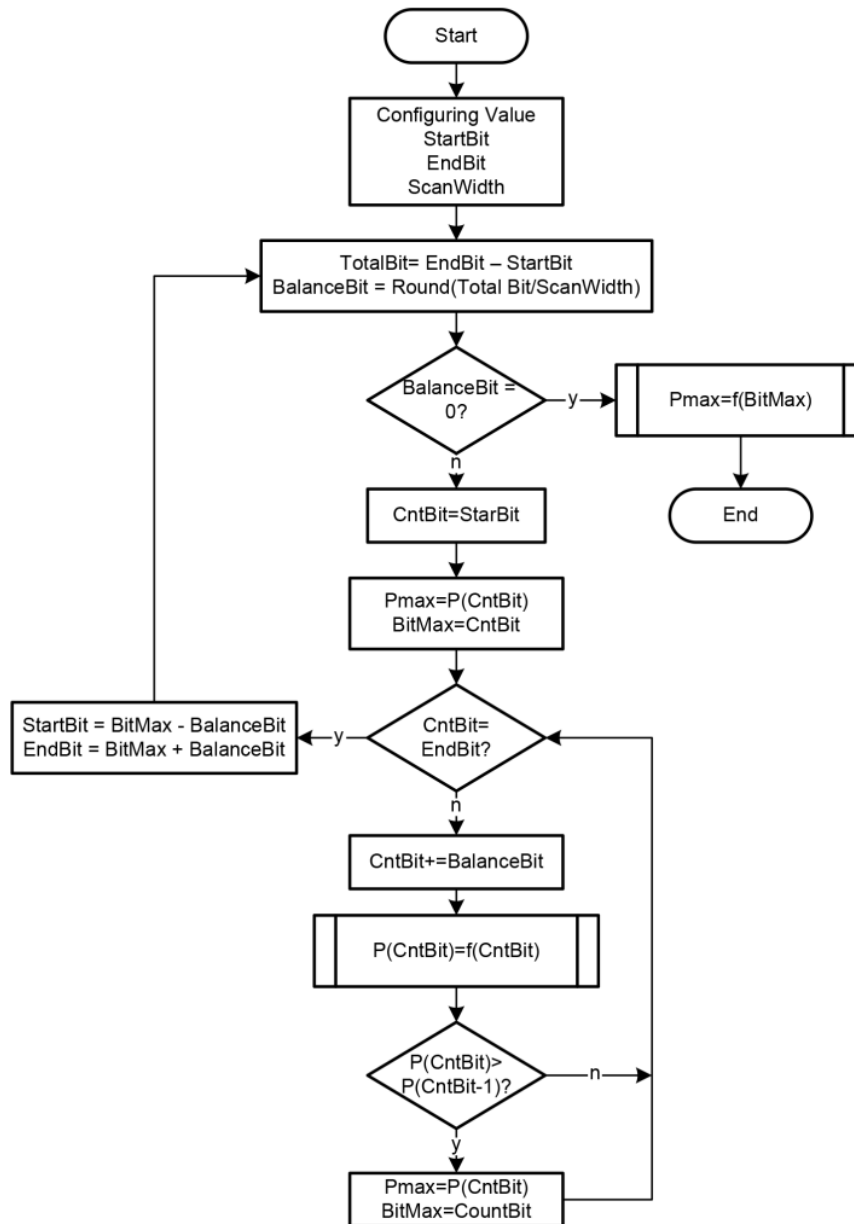 Start
Configuring Value
StartBit
EndBit
ScanWidth
TotalBit= EndBit – StartBit
BalanceBit = Round(Total Bit/ScanWidth)
BalanceBit =
0?
y
Pmax=f(BitMax)
End
n
CntBit=StarBit
Pmax=P(CntBit)
BitMax=CntBit
CntBit=
EndBit?
y
StartBit = BitMax - BalanceBit
EndBit = BitMax + BalanceBit
n
CntBit+=BalanceBit
P(CntBit)=f(CntBit)
P(CntBit)>
P(CntBit-1)?
n
y
Pmax=P(CntBit)
BitMax=CountBit